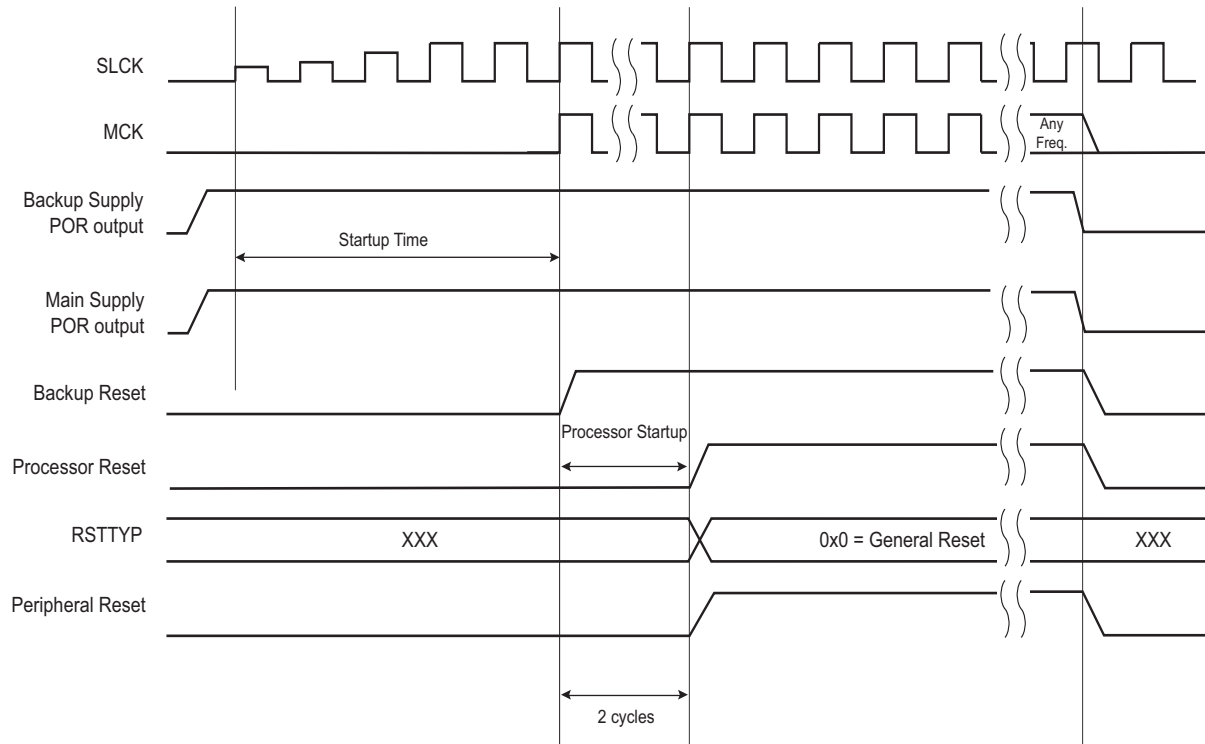 SLCK
MCK
Any
Freq.
Backup Supply
POR output
Startup Time
Main Supply
POR output
Backup Reset
Processor Startup
Processor Reset
RSTTYP
XXX
0x0 = General Reset
XXX
Peripheral Reset
2 cycles